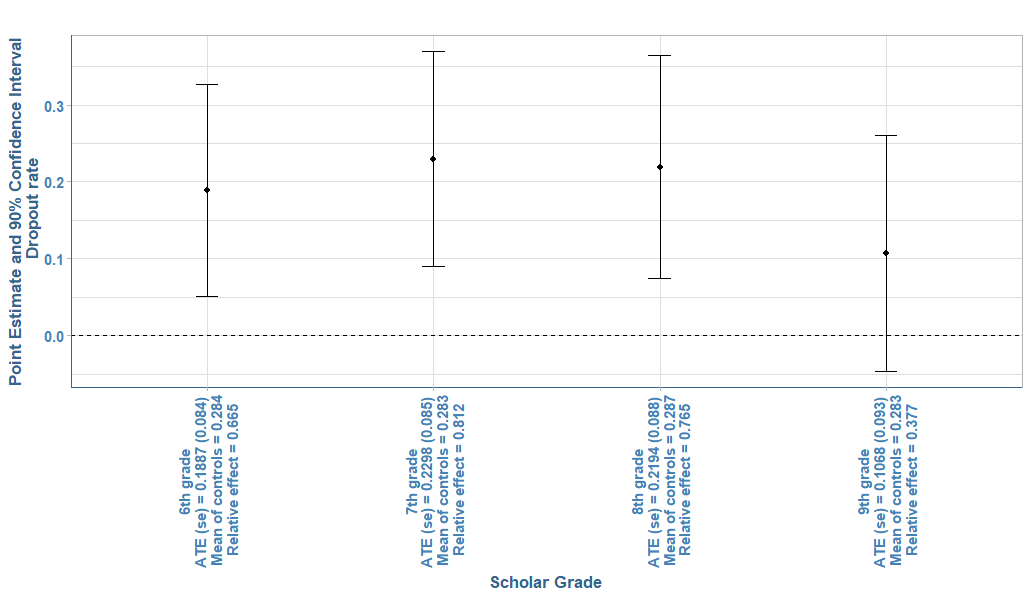 Point Estimate and 90% Confidence Interval
Dropout rate
0.3
0.2
0.1
0.0
6th grade
ATE (se) = 0.1887 (0.084)
Mean of controls = 0.284
Relative effect = 0.665
7th grade
ATE (se) = 0.2298 (0.085)
Mean of controls = 0.283
Relative effect = 0.812
8th grade
ATE (se) = 0.2194 (0.088)
Mean of controls = 0.287
Relative effect = 0.765
9th grade
ATE (se) = 0.1068 (0.093)
Mean of controls = 0.283
Relative effect = 0.377
Scholar Grade